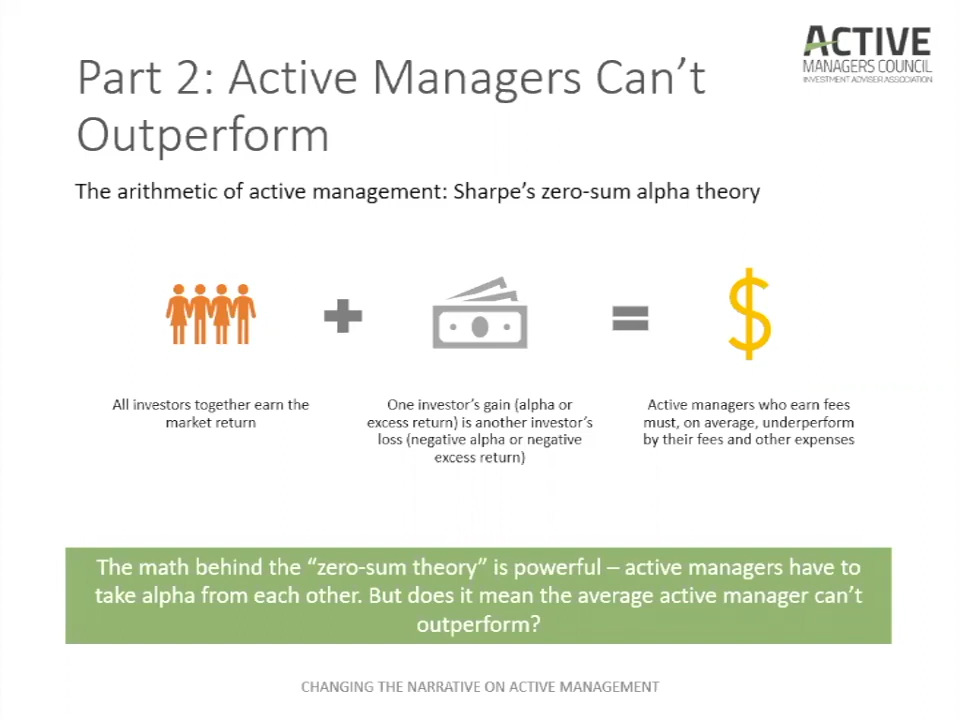 ACTIVE
MANAGERS COUNCIL
INVESTMENT ADVISER ASSOCIATION
Part 2: Active Managers Can’t
Outperform
The arithmetic of active management: Sharpe’s zero-sum alpha theory
All investors together earn the
market return
One investor’s gain (alpha or
excess return) is another investor’s
loss (negative alpha or negative
excess return)
Active managers who earn fees
must, on average, underperform
by their fees and other expenses
The math behind the “zero-sum theory” is powerful – active managers have to
take alpha from each other. But does it mean the average active manager can’t
outperform?
CHANGING THE NARRATIVE ON ACTIVE MANAGEMENT